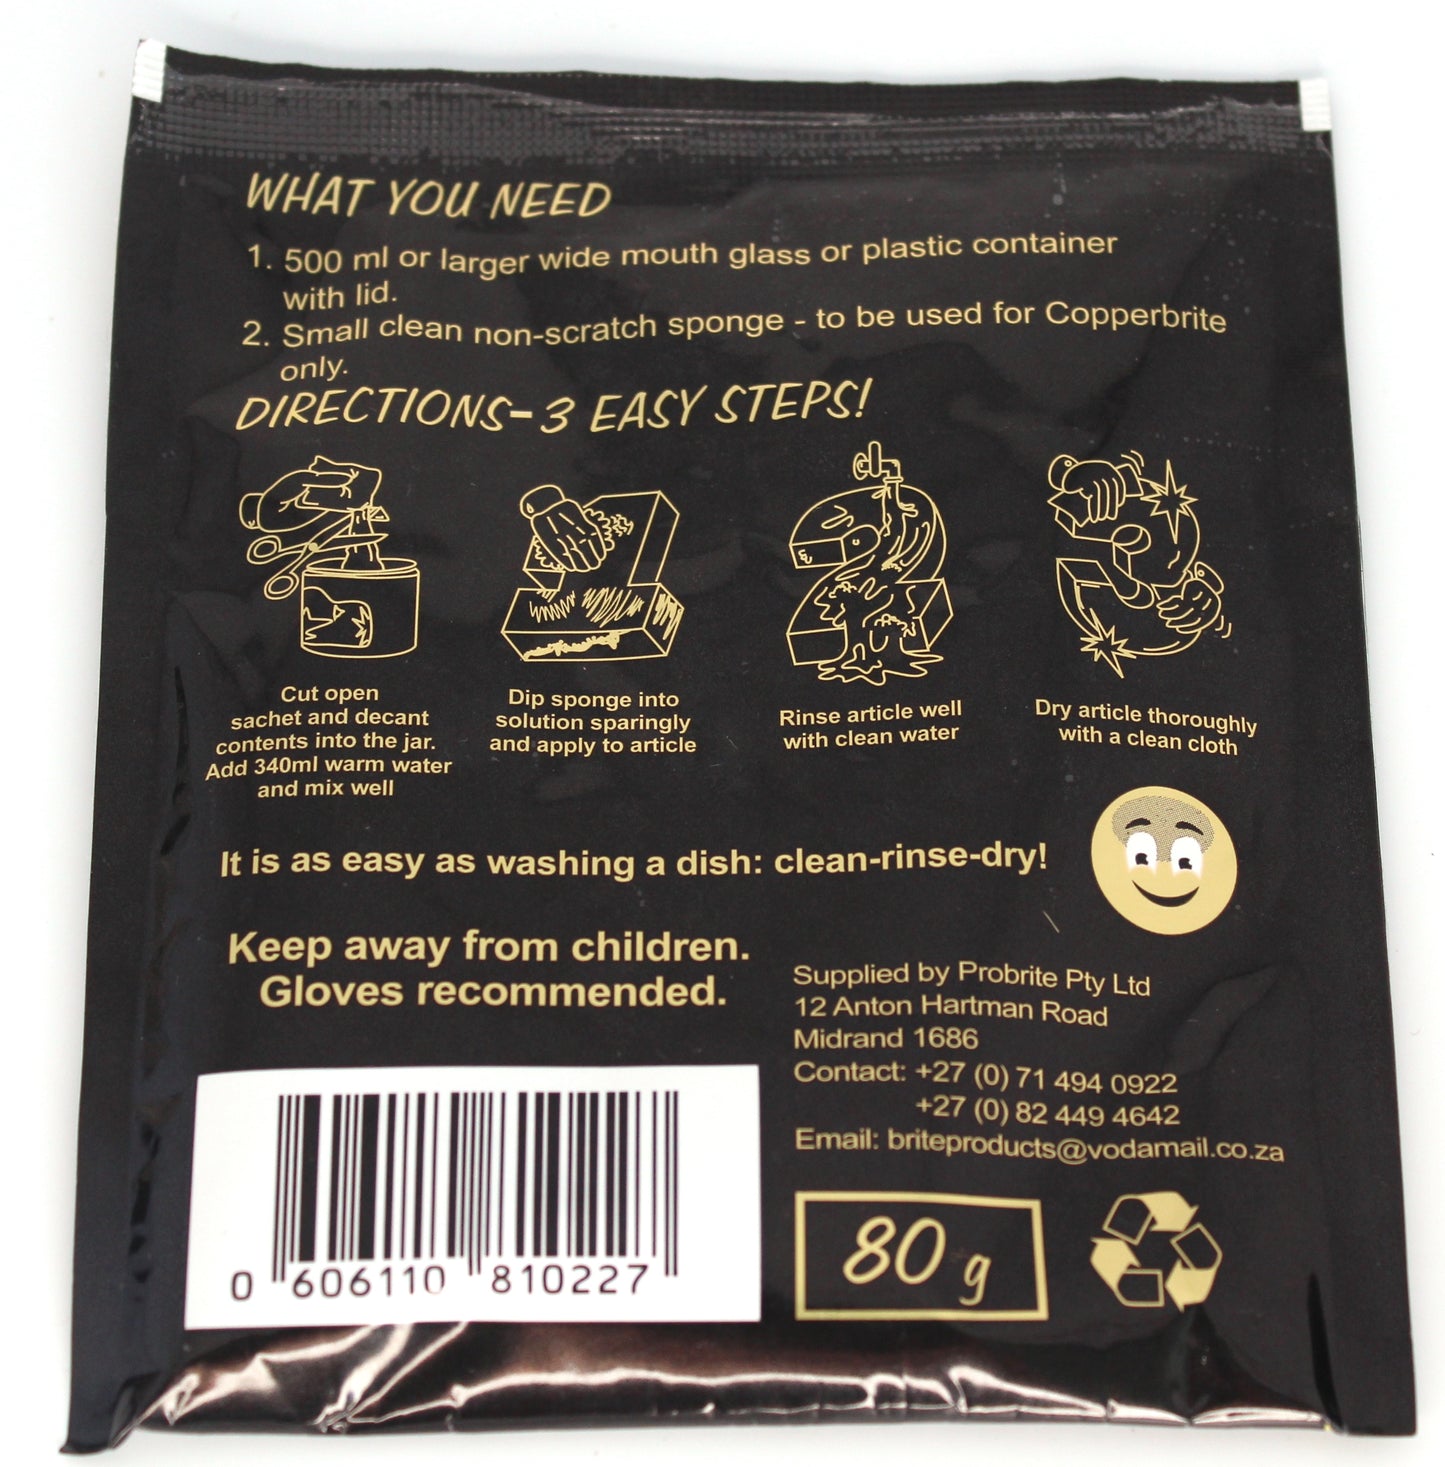 WHAT YOU NEED
1. 500 ml or larger wide mouth glass or plastic container
with lid.
2. Small clean non-scratch sponge - to be used for Copperbrite
only.
DIRECTIONS-3 EASY STEPS!
Cut open
sachet and decant
contents into the jar.
Add 340ml warm water
and mix well
Dip sponge into
solution sparingly
and apply to article
Rinse article well
with clean water
Dry article thoroughly
with a clean cloth
It is as easy as washing a dish: clean-rinse-dry!
Keep away from children.
Gloves recommended.
Supplied by Probrite Pty Ltd
12 Anton Hartman Road
Midrand 1686
Contact: +27 (0) 71 494 0922
+27 (0) 82 449 4642
Email: briteproducts@vodamail.co.za
0 606110 810227
80 g